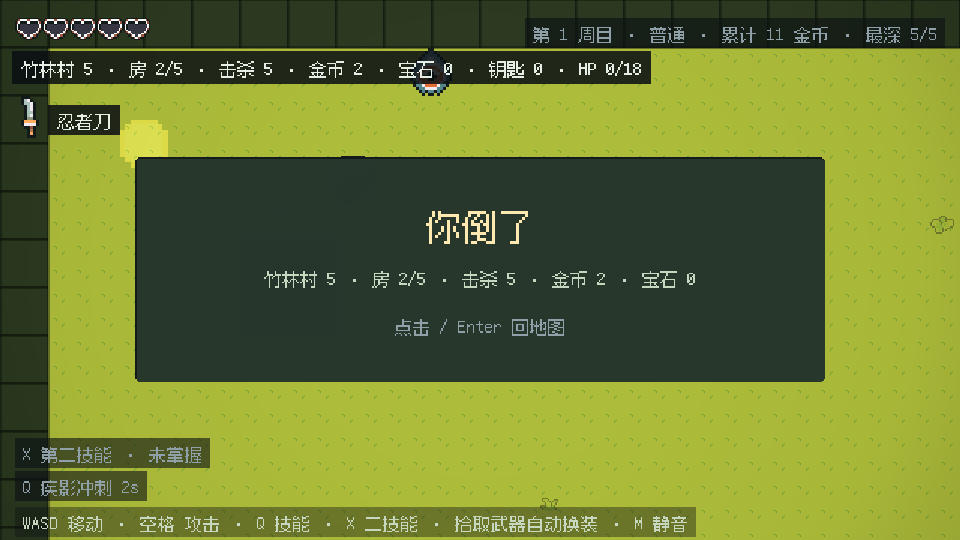 第 1 周目 · 普通 · 累计 11 金币 · 最深 5/5
竹林村 5 · 房 2/5 · 击杀 5 · 金币 2 · 宝石 0 · 钥匙 0 · HP 0/18
忍者刀
你倒了
竹林村 5 · 房 2/5 · 击杀 5 · 金币 2 · 宝石 0
点击 / Enter 回地图
X 第二技能 · 未掌握
Q 疾影冲刺 2s
WASD 移动 · 空格 攻击 · Q 技能 · X 二技能 · 拾取武器自动换装 · M 静音